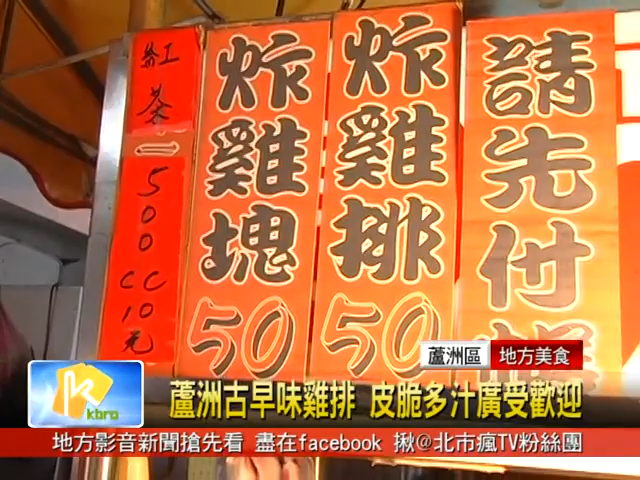 紅茶
500CC
10元
炸雞塊
50
炸雞排
50
請先付帳
蘆洲區 地方美食
kbro
蘆洲古早味雞排 皮脆多汁廣受歡迎
地方影音新聞搶先看 盡在facebook 揪@北市瘋TV粉絲團